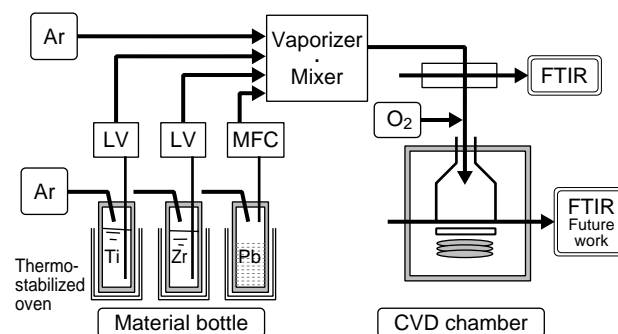 Ar
Vaporizer
·
Mixer
FTIR
O2
LV
LV
MFC
Ar
Ti
Zr
Pb
FTIR
Future
work
Thermo-
stabilized
oven
Material bottle
CVD chamber